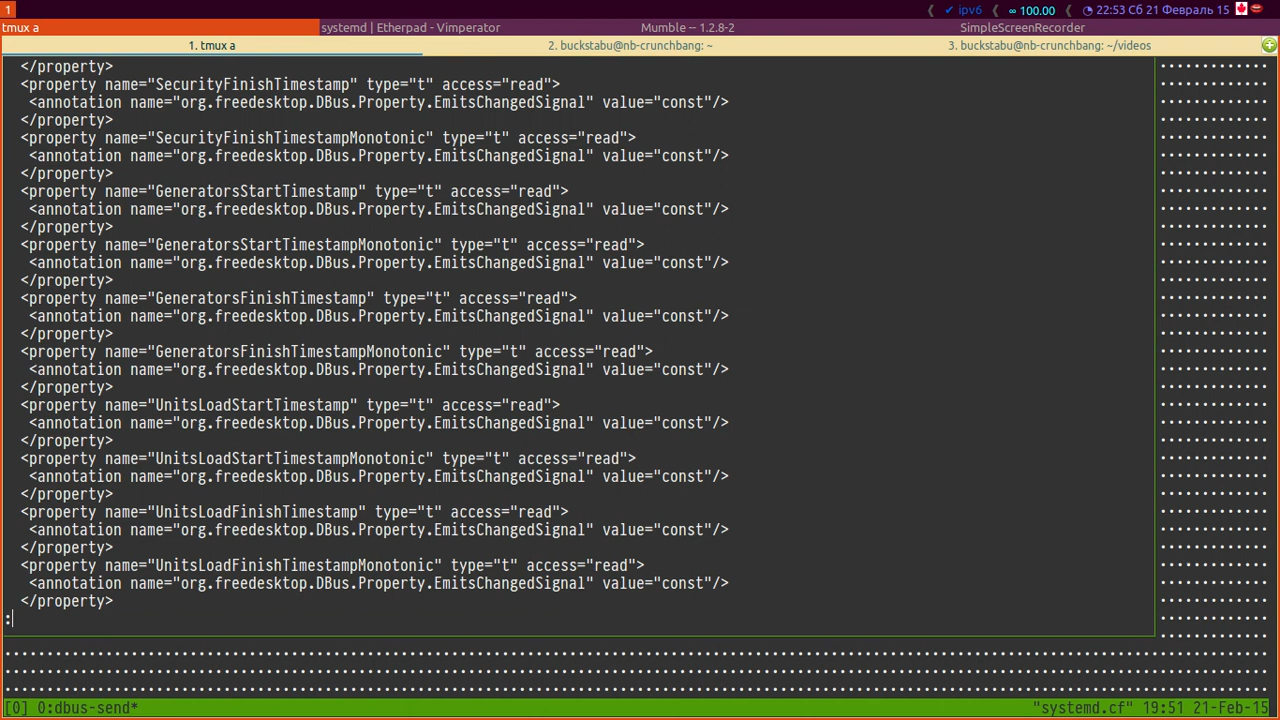 1
ipv6 ∞ 100.00 22:53 Сб 21 Февраль 15
tmux a systemd | Etherpad - Vimperator Mumble -- 1.2.8-2 SimpleScreenRecorder
1. tmux a 2. buckstabu@nb-crunchbang: ~ 3. buckstabu@nb-crunchbang: ~/videos
</property>
<property name="SecurityFinishTimestamp" type="t" access="read">
<annotation name="org.freedesktop.DBus.Property.EmitsChangedSignal" value="const"/>
</property>
<property name="SecurityFinishTimestampMonotonic" type="t" access="read">
<annotation name="org.freedesktop.DBus.Property.EmitsChangedSignal" value="const"/>
</property>
<property name="GeneratorsStartTimestamp" type="t" access="read">
<annotation name="org.freedesktop.DBus.Property.EmitsChangedSignal" value="const"/>
</property>
<property name="GeneratorsStartTimestampMonotonic" type="t" access="read">
<annotation name="org.freedesktop.DBus.Property.EmitsChangedSignal" value="const"/>
</property>
<property name="GeneratorsFinishTimestamp" type="t" access="read">
<annotation name="org.freedesktop.DBus.Property.EmitsChangedSignal" value="const"/>
</property>
<property name="GeneratorsFinishTimestampMonotonic" type="t" access="read">
<annotation name="org.freedesktop.DBus.Property.EmitsChangedSignal" value="const"/>
</property>
<property name="UnitsLoadStartTimestamp" type="t" access="read">
<annotation name="org.freedesktop.DBus.Property.EmitsChangedSignal" value="const"/>
</property>
<property name="UnitsLoadStartTimestampMonotonic" type="t" access="read">
<annotation name="org.freedesktop.DBus.Property.EmitsChangedSignal" value="const"/>
</property>
<property name="UnitsLoadFinishTimestamp" type="t" access="read">
<annotation name="org.freedesktop.DBus.Property.EmitsChangedSignal" value="const"/>
</property>
<property name="UnitsLoadFinishTimestampMonotonic" type="t" access="read">
<annotation name="org.freedesktop.DBus.Property.EmitsChangedSignal" value="const"/>
</property>
:
[0] 0:dbus-send* "systemd.cf" 19:51 21-Feb-15